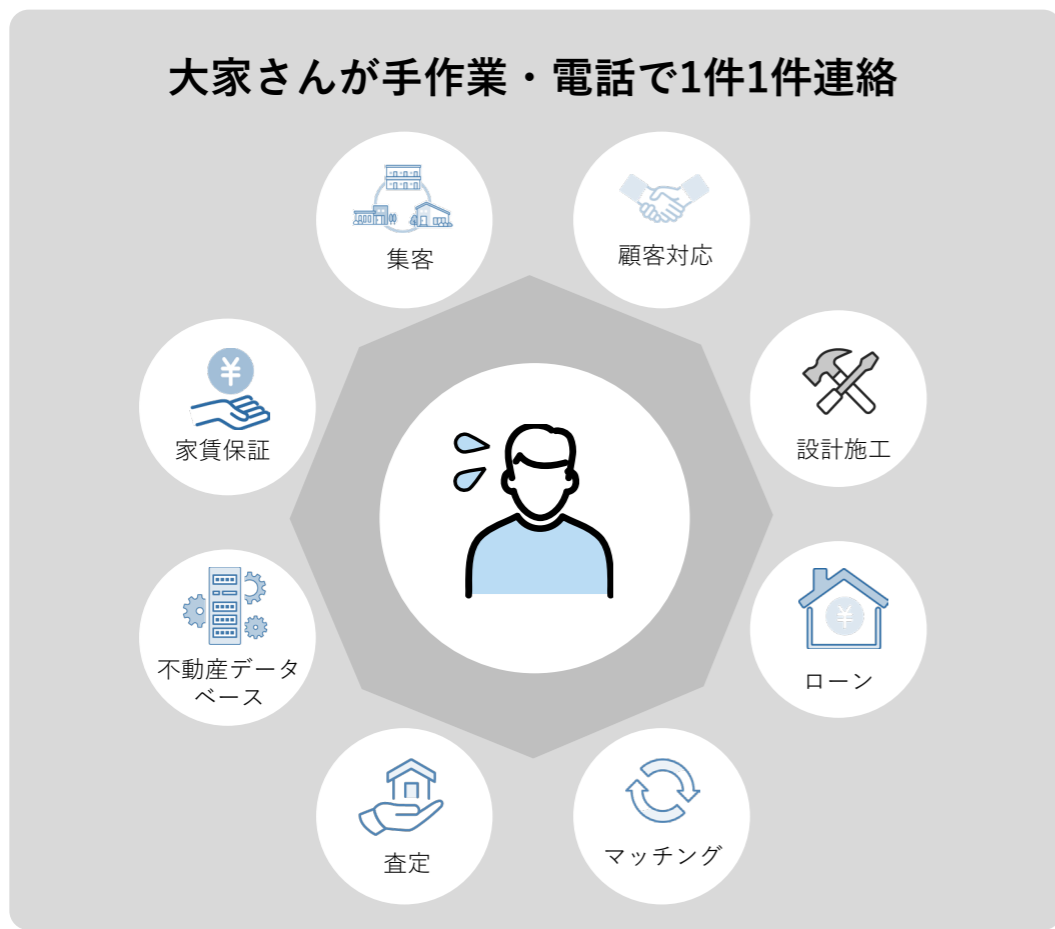 大家さんが手作業・電話で1件1件連絡
集客
顧客対応
家賃保証
¥
設計施工
不動産データ
ベース
¥
ローン
査定
マッチング